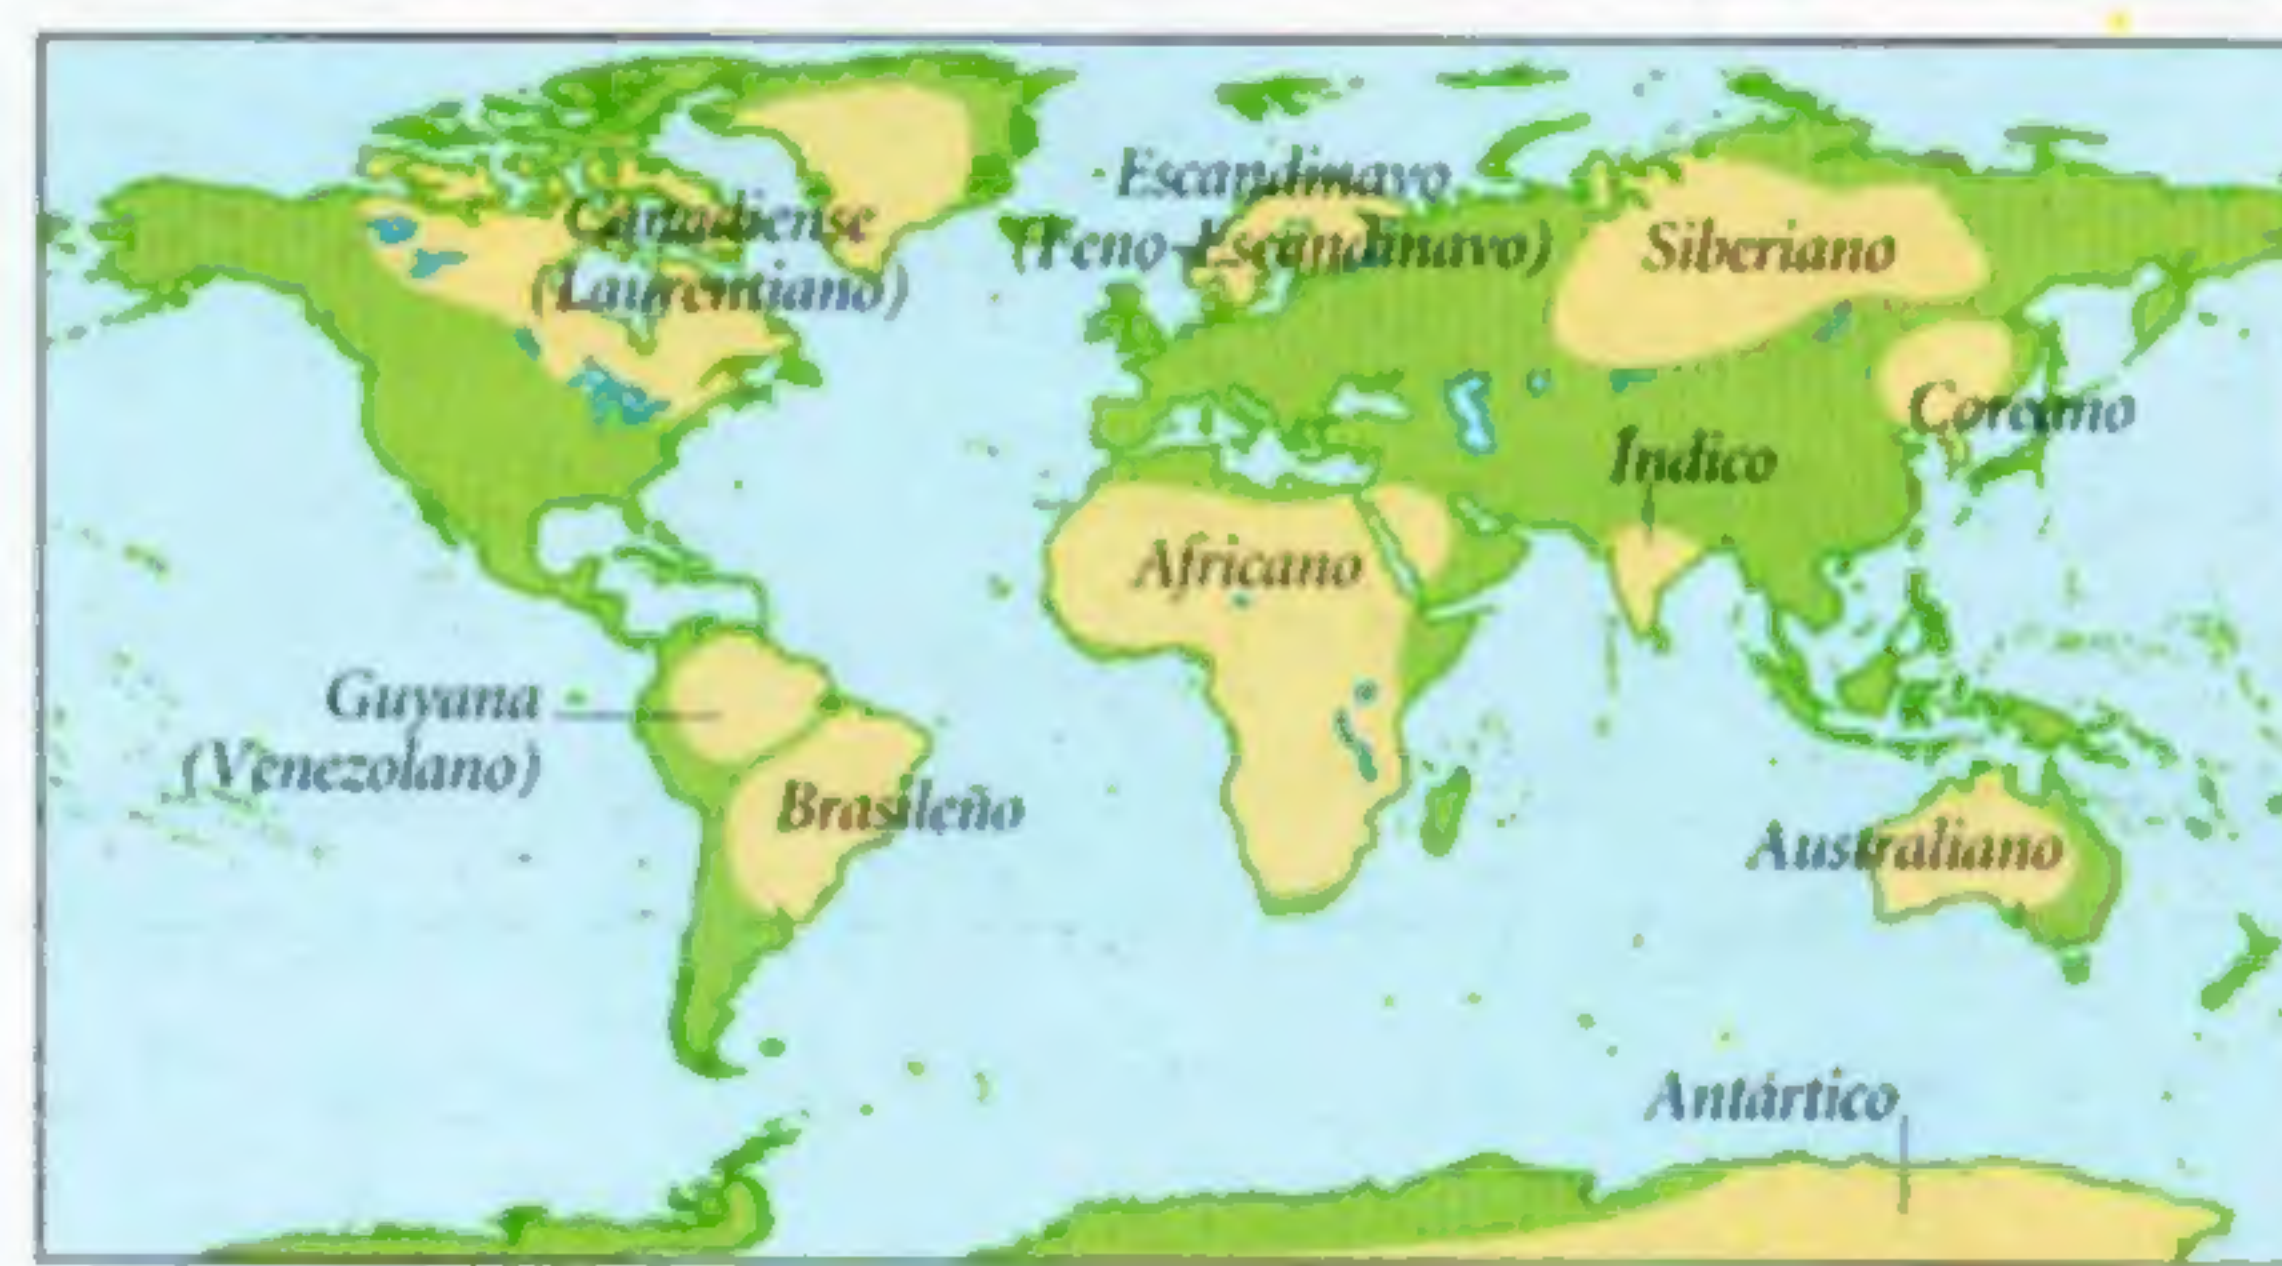 Escandinavo
(Feno-Escandinavo)
Canadiense
(Laurentiano)
Siberiano
Coreano
Índico
Africano
Guyana
(Venezolano)
Brasileño
Australiano
Antártico